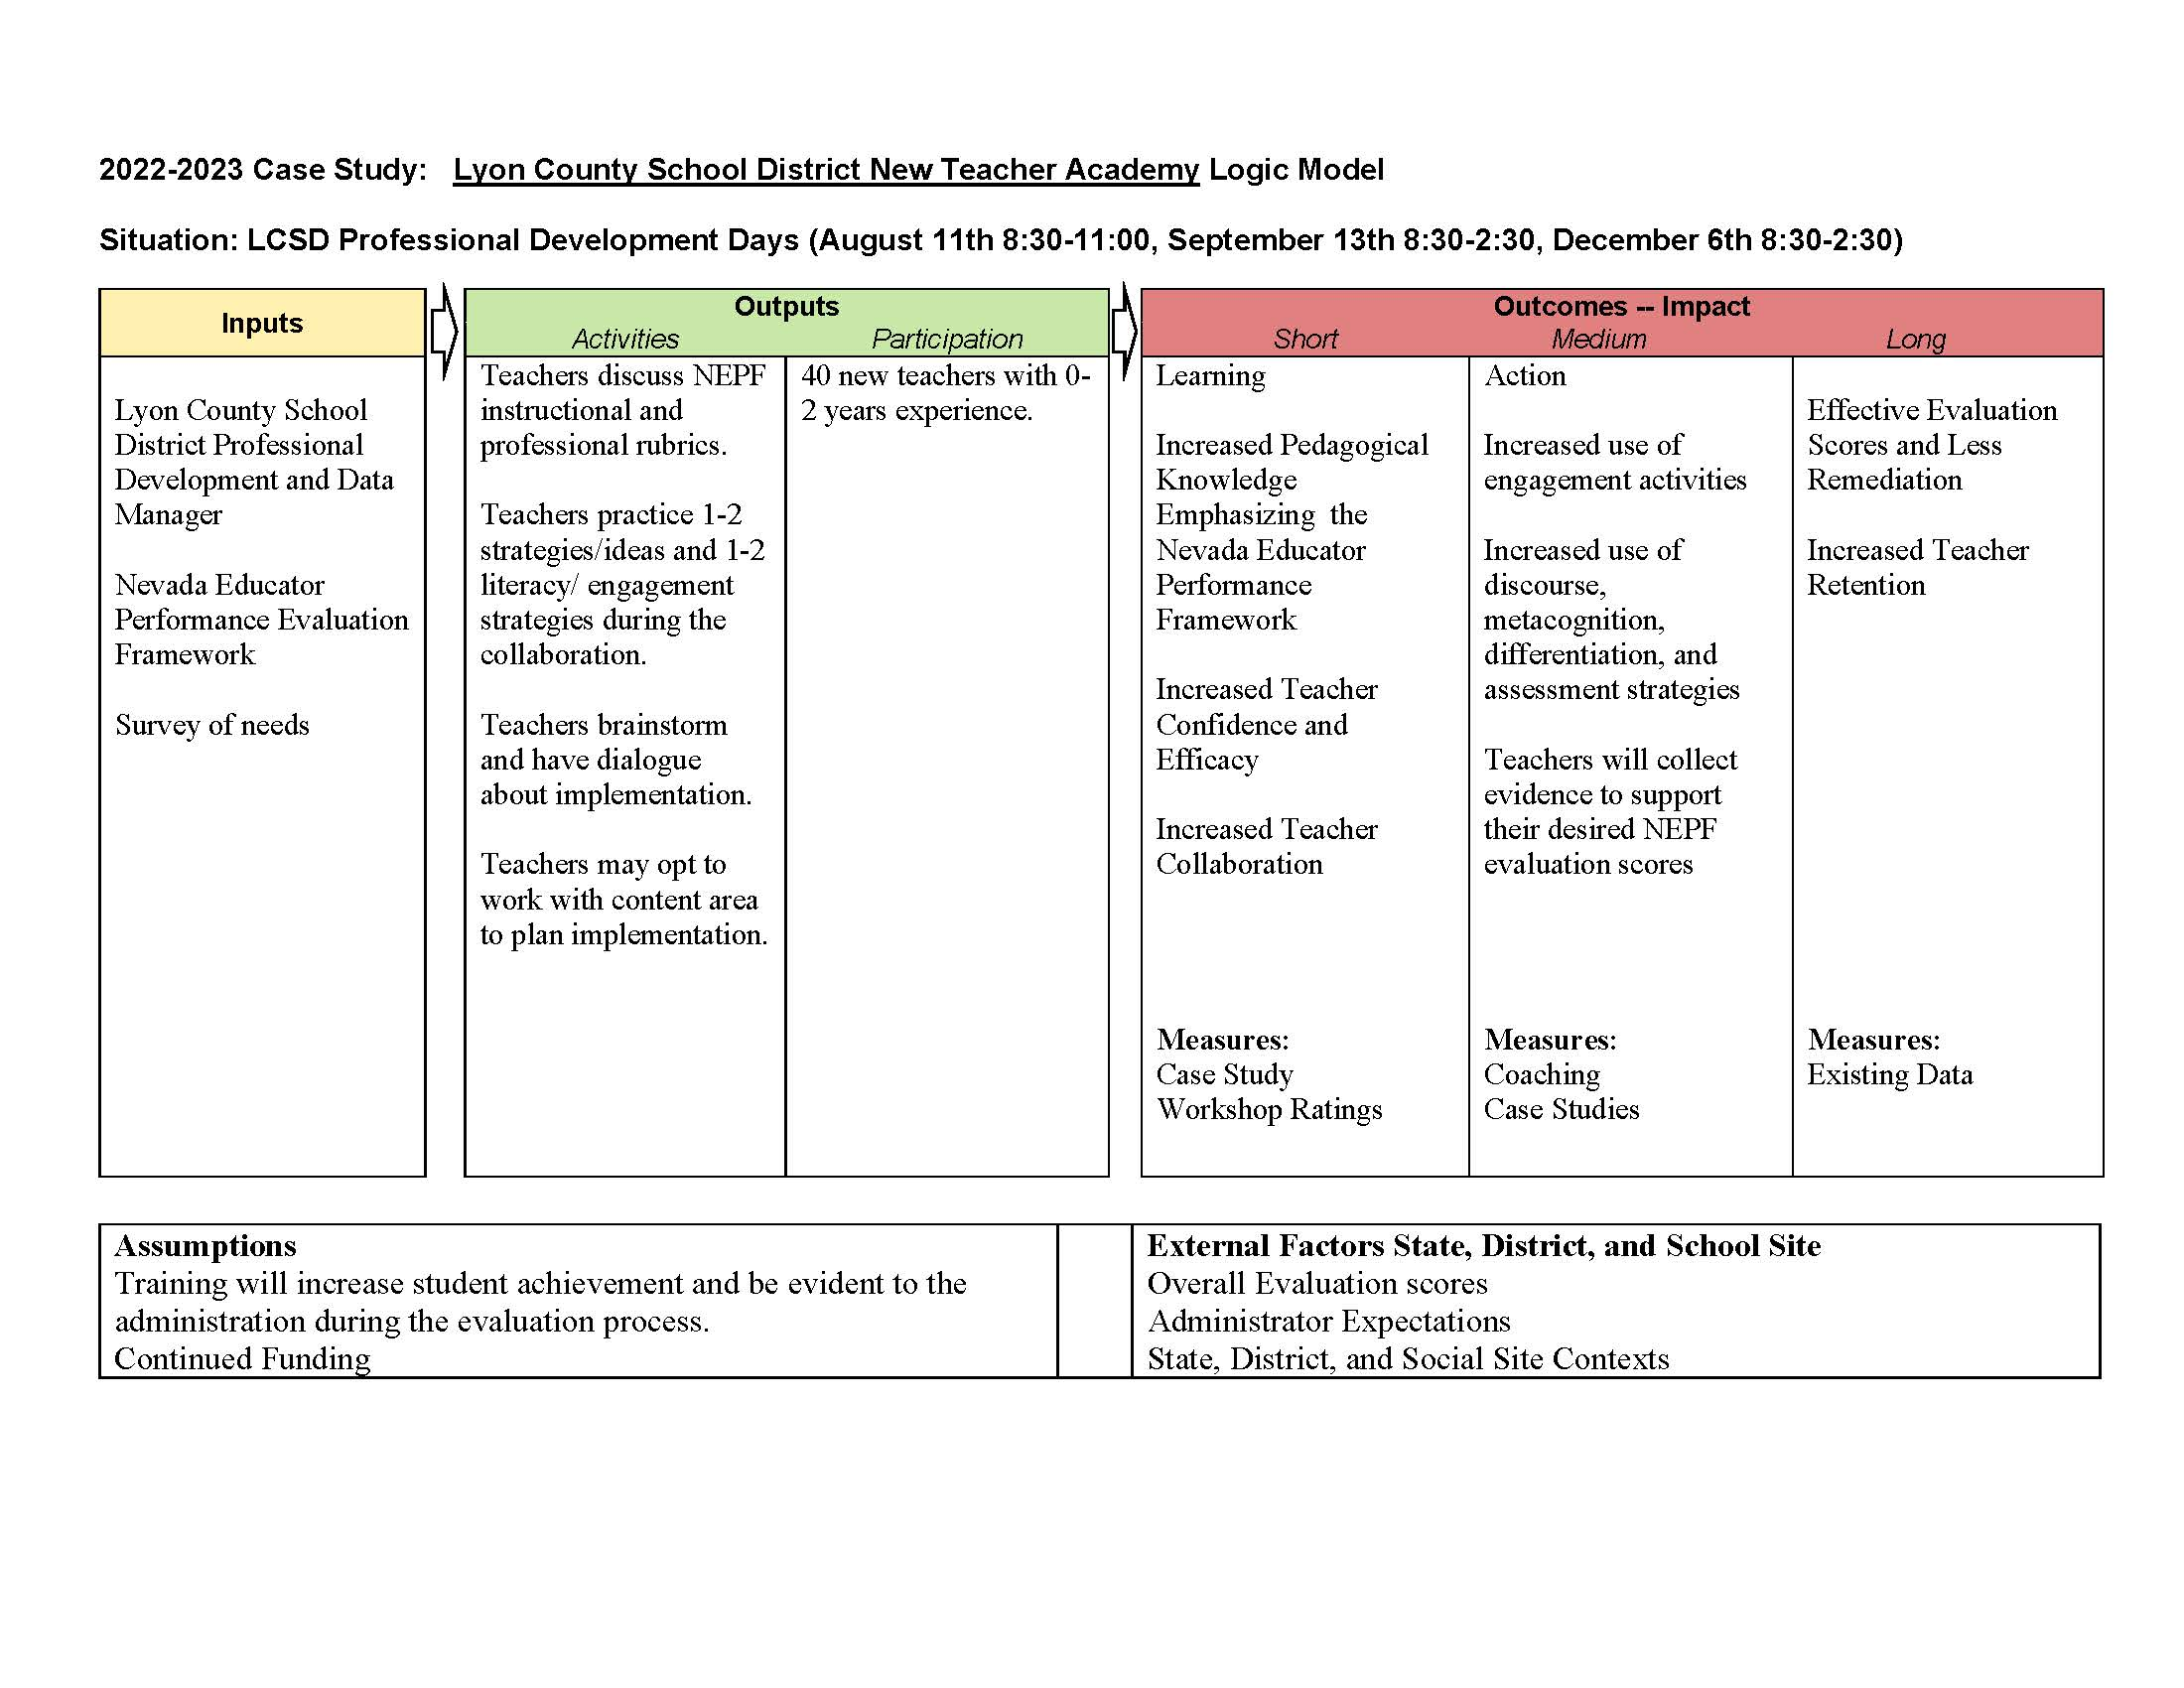 2022-2023 Case Study: Lyon County School District New Teacher Academy Logic Model
Situation: LCSD Professional Development Days (August 11th 8:30-11:00, September 13th 8:30-2:30, December 6th 8:30-2:30)
Inputs
Lyon County School
District Professional
Development and Data
Manager
Nevada Educator
Performance Evaluation
Framework
Survey of needs
Outputs
Activities
Participation
Teachers discuss NEPF
instructional and
professional rubrics.
Teachers practice 1-2
strategies/ideas and 1-2
literacy/ engagement
strategies during the
collaboration.
Teachers brainstorm
and have dialogue
about implementation.
Teachers may opt to
work with content area
to plan implementation.
40 new teachers with 0-
2 years experience.
Outcomes -- Impact
Short
Medium
Long
Learning
Increased Pedagogical
Knowledge
Emphasizing the
Nevada Educator
Performance
Framework
Increased Teacher
Confidence and
Efficacy
Increased Teacher
Collaboration
Measures:
Case Study
Workshop Ratings
Action
Increased use of
engagement activities
Increased use of
discourse,
metacognition,
differentiation, and
assessment strategies
Teachers will collect
evidence to support
their desired NEPF
evaluation scores
Measures:
Coaching
Case Studies
Effective Evaluation
Scores and Less
Remediation
Increased Teacher
Retention
Measures:
Existing Data
Assumptions
Training will increase student achievement and be evident to the
administration during the evaluation process.
Continued Funding
External Factors State, District, and School Site
Overall Evaluation scores
Administrator Expectations
State, District, and Social Site Contexts